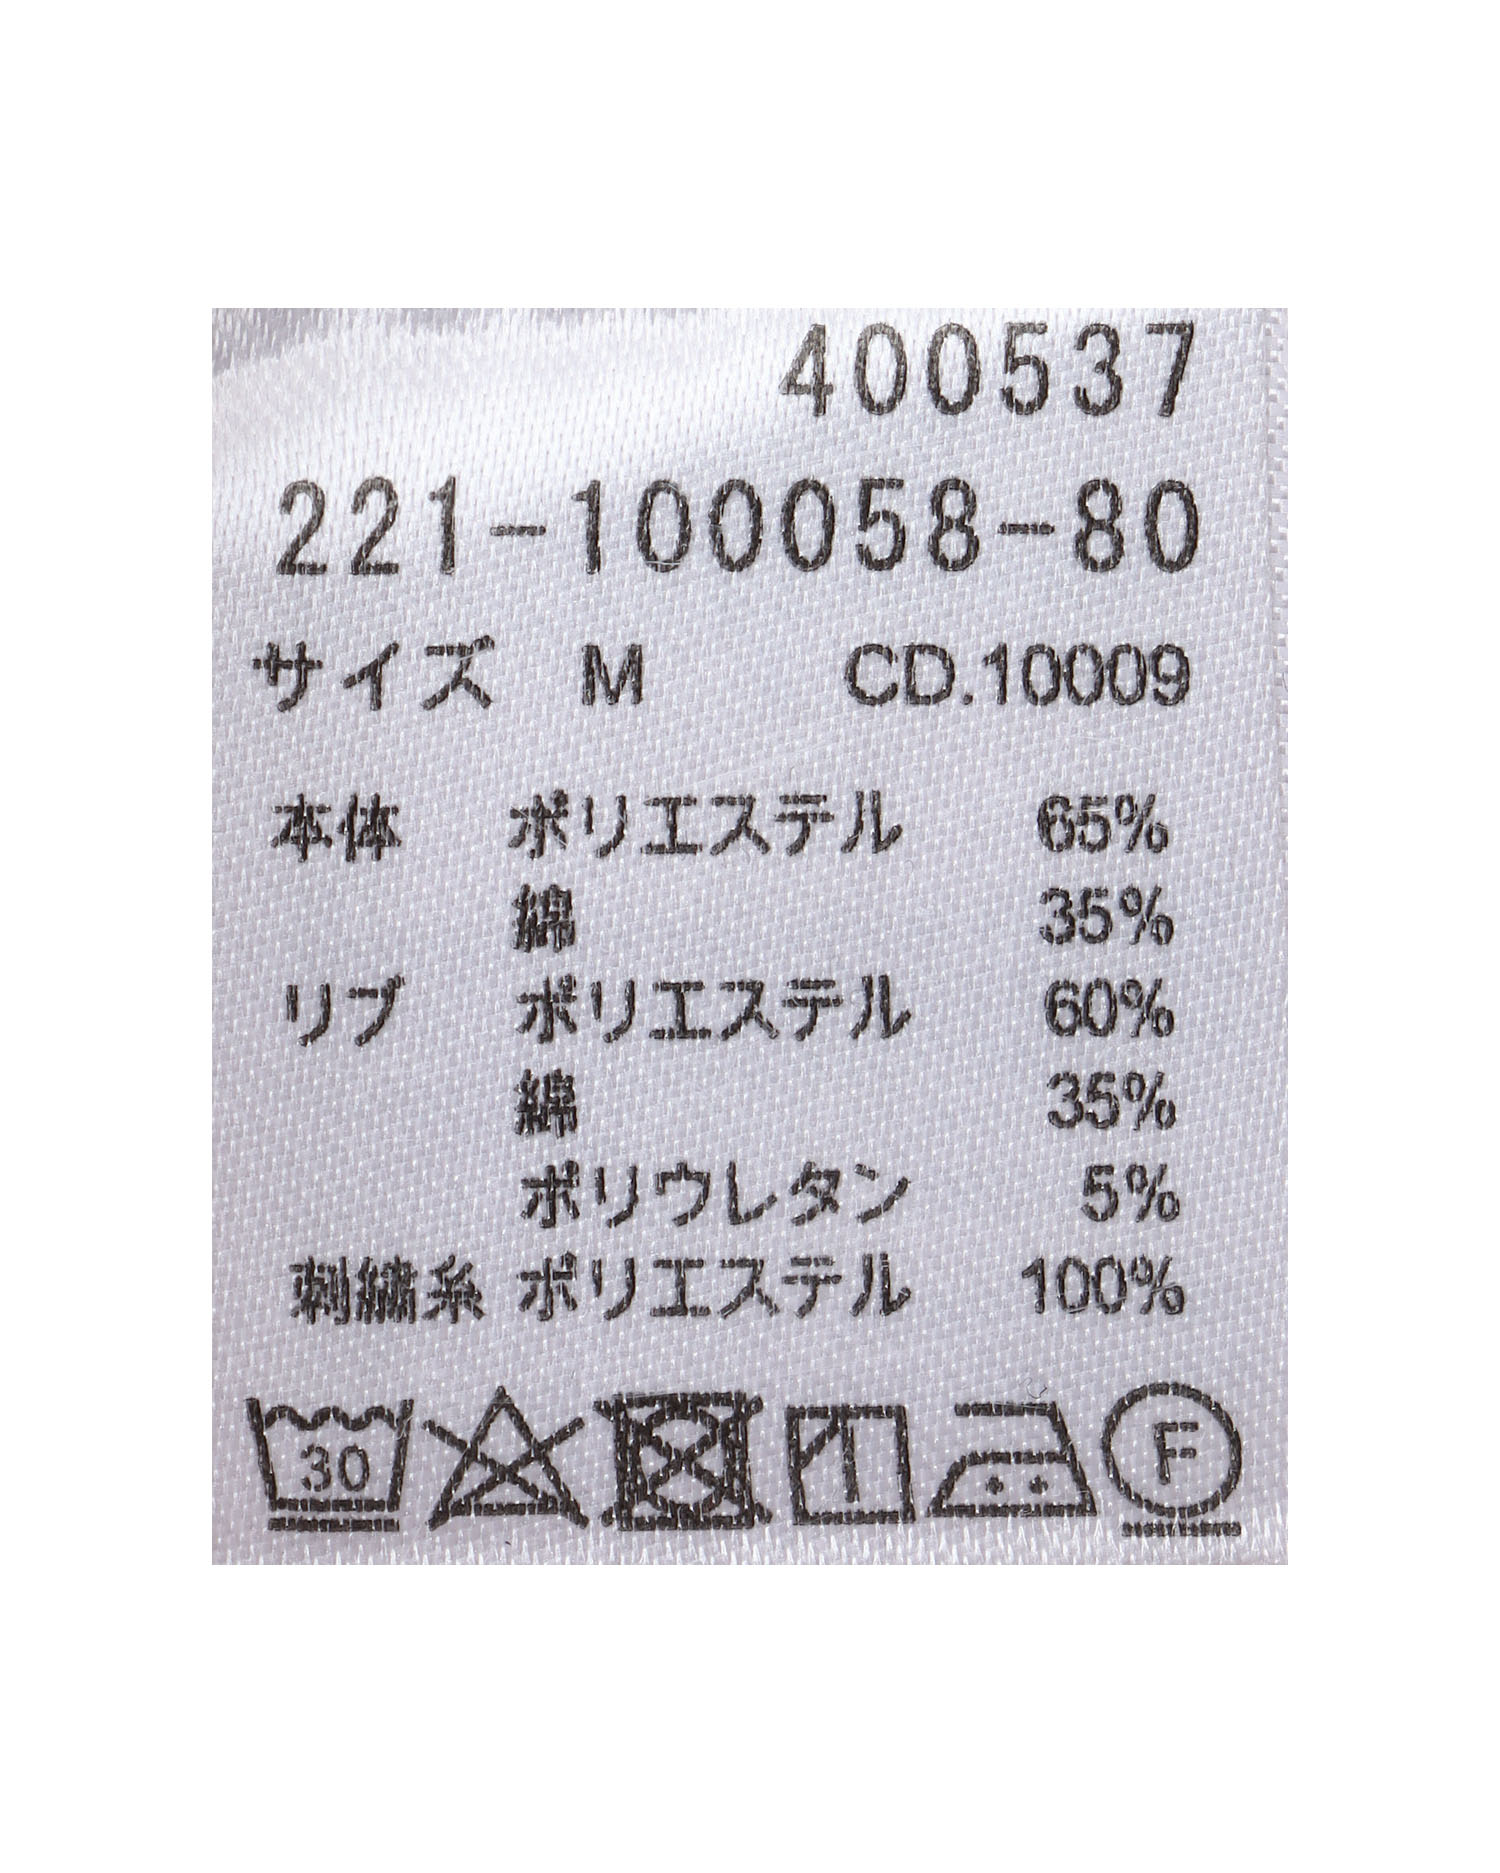 400537
221-100058-80
サイズ M CD.10009
本体 ポリエステル 65%
綿 35%
リブ ポリエステル 60%
綿 35%
ポリウレタン 5%
刺繍糸 ポリエステル 100%
30 F